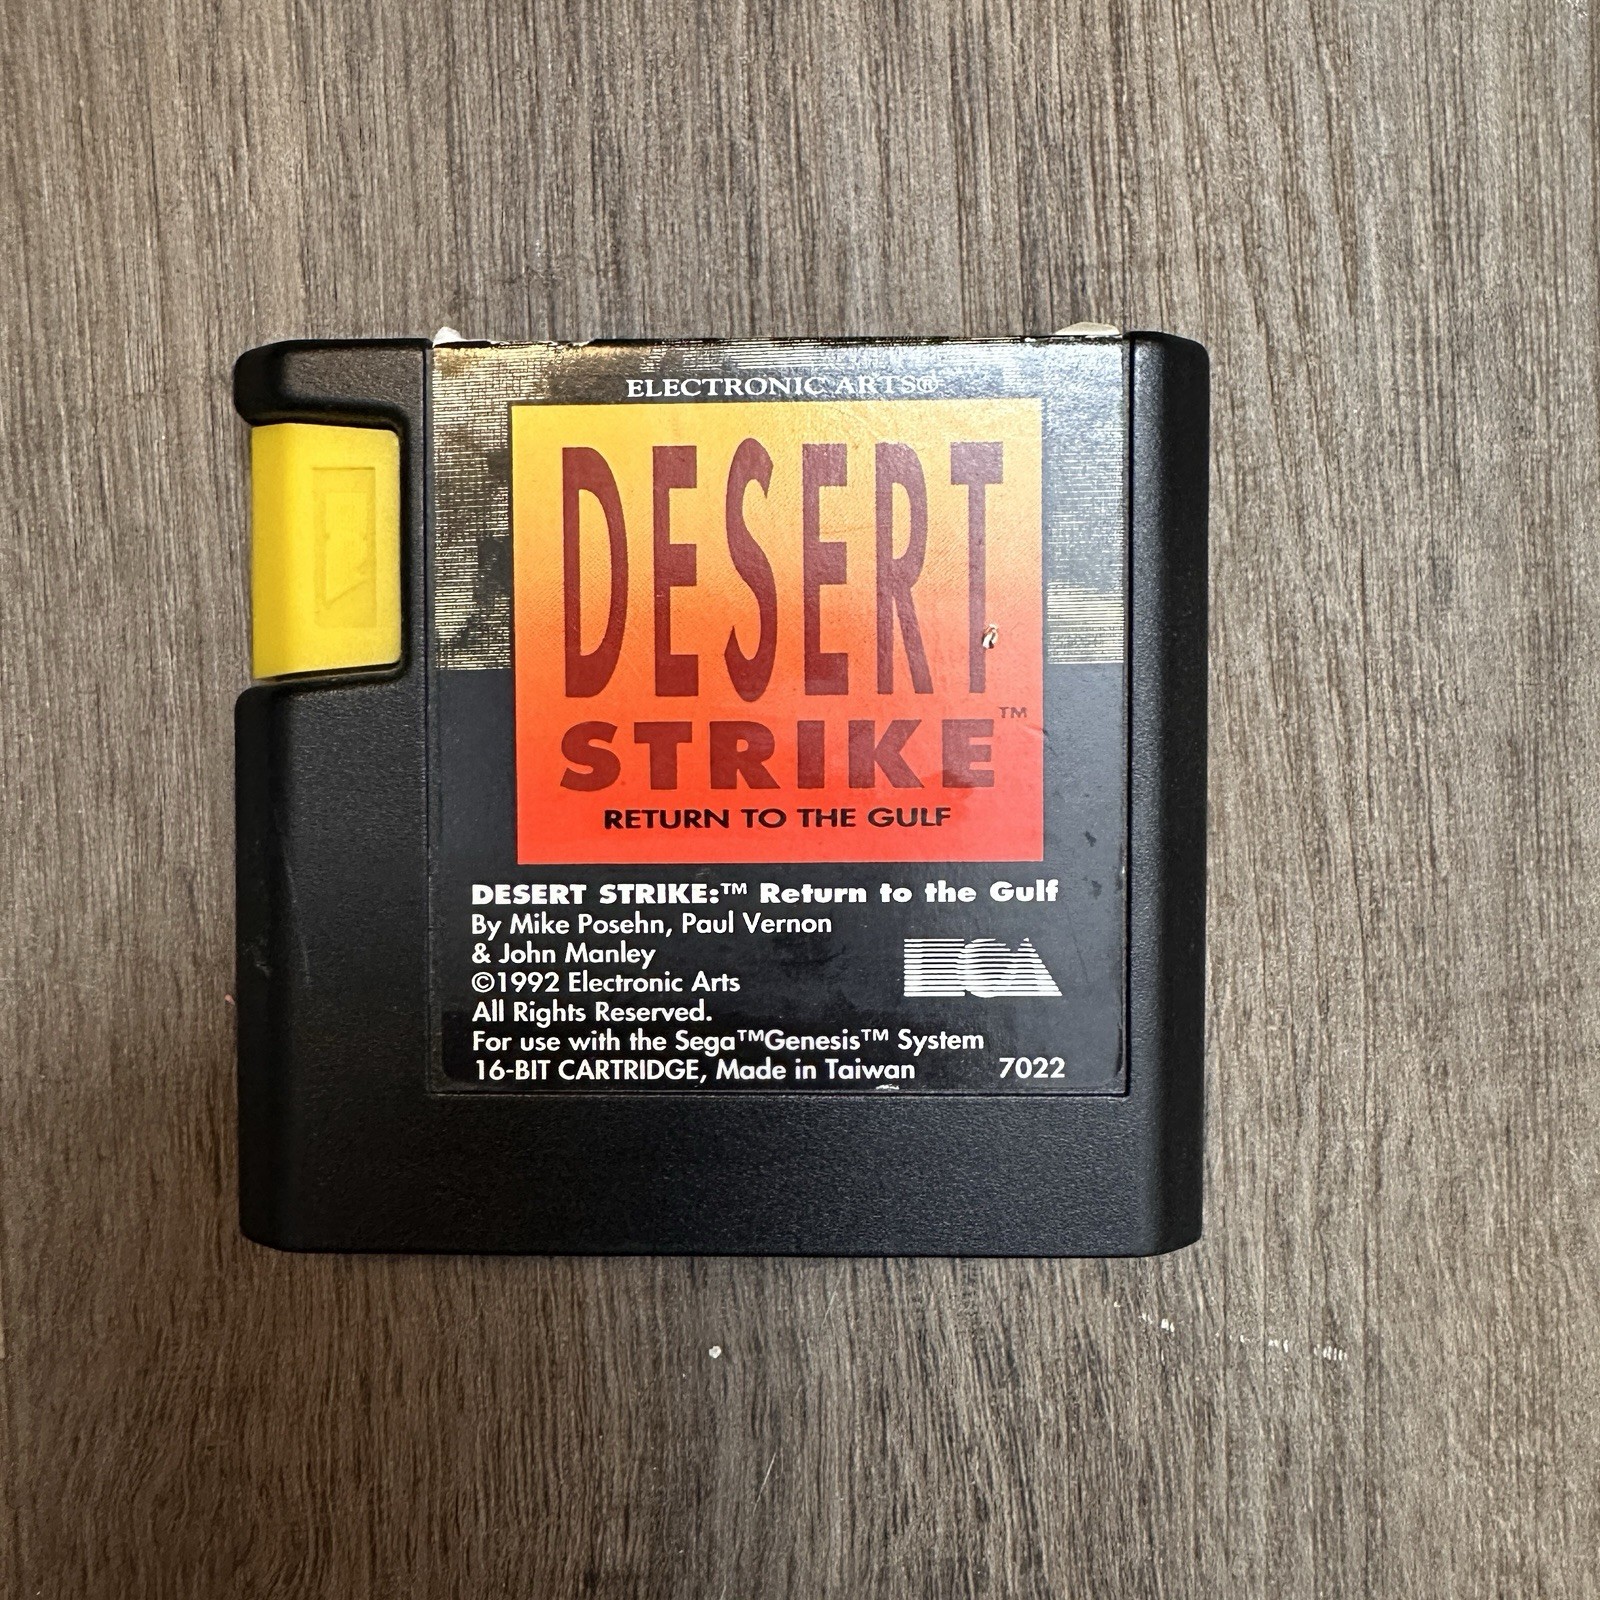 ELECTRONIC ARTS®
DESERT
STRIKE™
RETURN TO THE GULF
DESERT STRIKE:™ Return to the Gulf
By Mike Posehn, Paul Vernon
& John Manley
©1992 Electronic Arts
All Rights Reserved.
For use with the Sega™Genesis™ System
16-BIT CARTRIDGE, Made in Taiwan 7022
EA